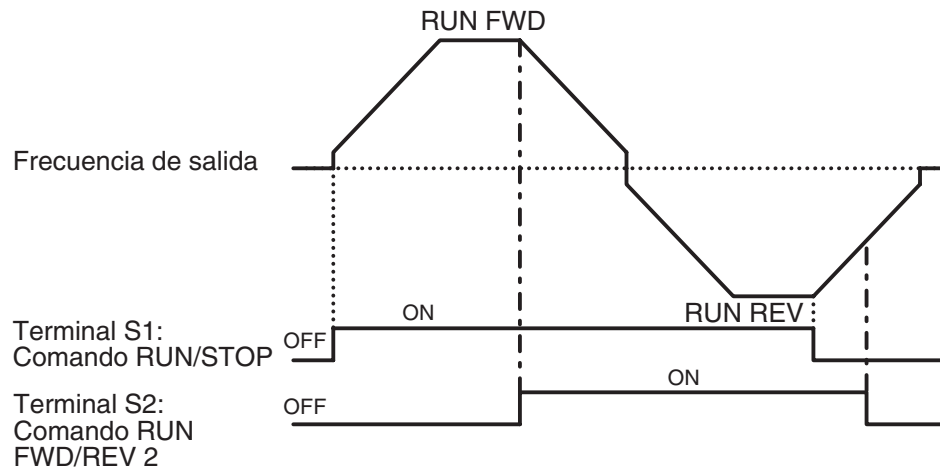 RUN FWD
Frecuencia de salida
RUN REV
Terminal S1:
Comando RUN/STOP
OFF
ON
Terminal S2:
Comando RUN
FWD/REV 2
OFF
ON